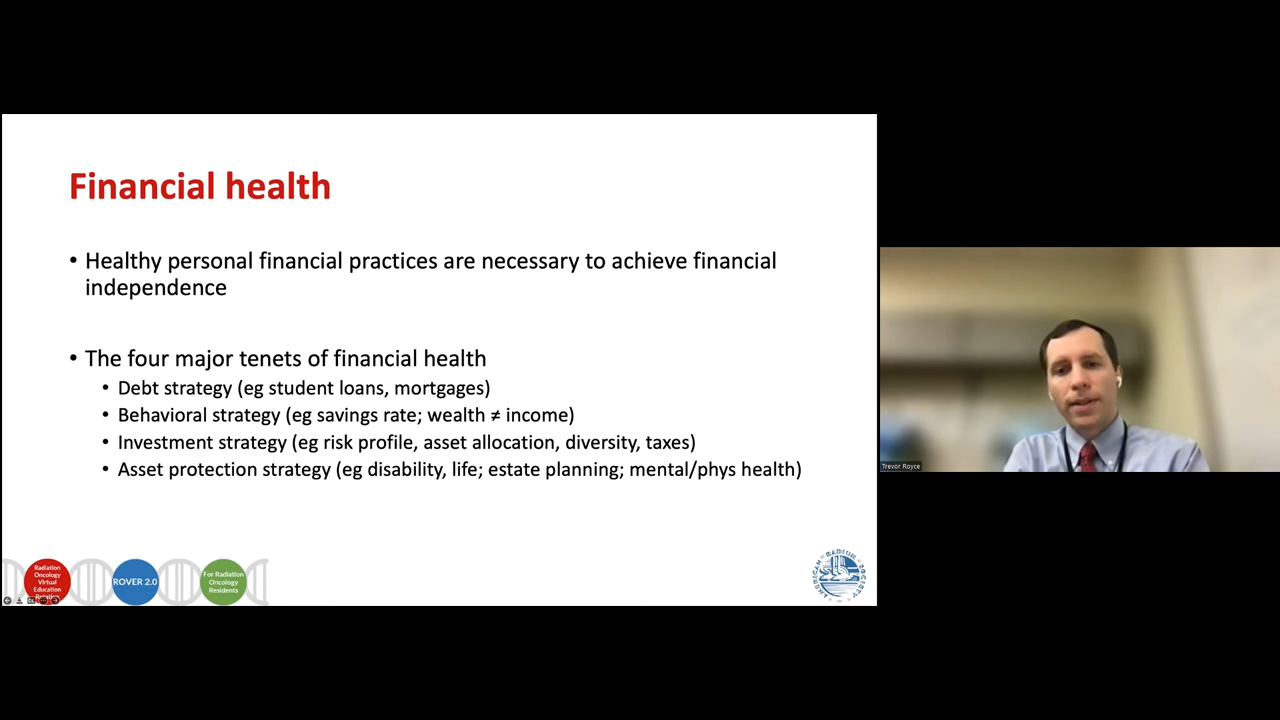 Financial health
• Healthy personal financial practices are necessary to achieve financial
independence
• The four major tenets of financial health
• Debt strategy (eg student loans, mortgages)
• Behavioral strategy (eg savings rate; wealth ≠ income)
• Investment strategy (eg risk profile, asset allocation, diversity, taxes)
• Asset protection strategy (eg disability, life; estate planning; mental/phys health)
Radiation
Oncology
Virtual
Education
ROVER 2.0
For Radiation
Oncology
Residents
AMERICAN RADIUM SOCIETY
Trevor Royce